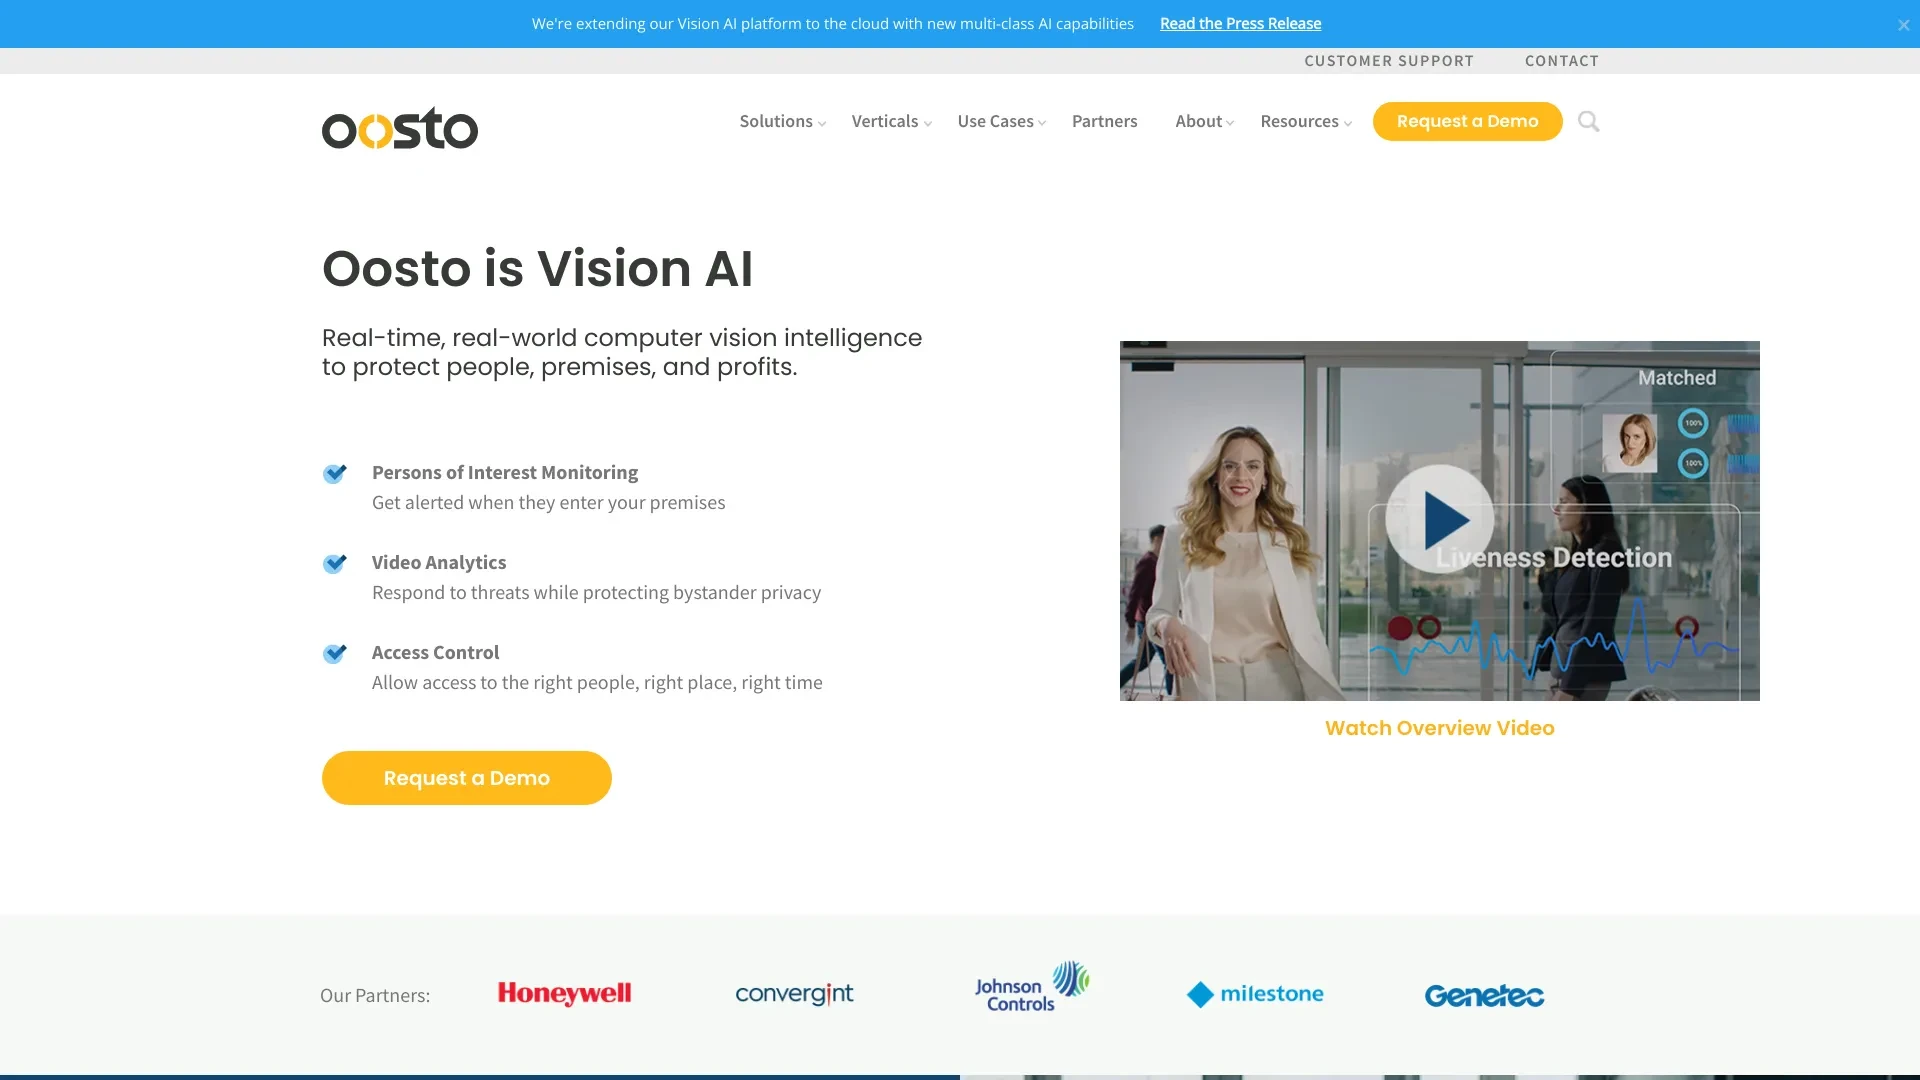 We're extending our Vision AI platform to the cloud with new multi-class AI capabilities Read the Press Release
CUSTOMER SUPPORT CONTACT
oosto
Solutions Verticals Use Cases Partners About Resources Request a Demo
Oosto is Vision AI
Real-time, real-world computer vision intelligence
to protect people, premises, and profits.
Persons of Interest Monitoring
Get alerted when they enter your premises
Video Analytics
Respond to threats while protecting bystander privacy
Access Control
Allow access to the right people, right place, right time
Request a Demo
Matched
100%
100%
Liveness Detection
Watch Overview Video
Our Partners:
Honeywell
convergint
Johnson
Controls
milestone
Genetec